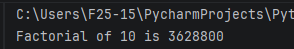 C:\Users\F25-15\PycharmProjects\Pyt
Factorial of 10 is 3628800